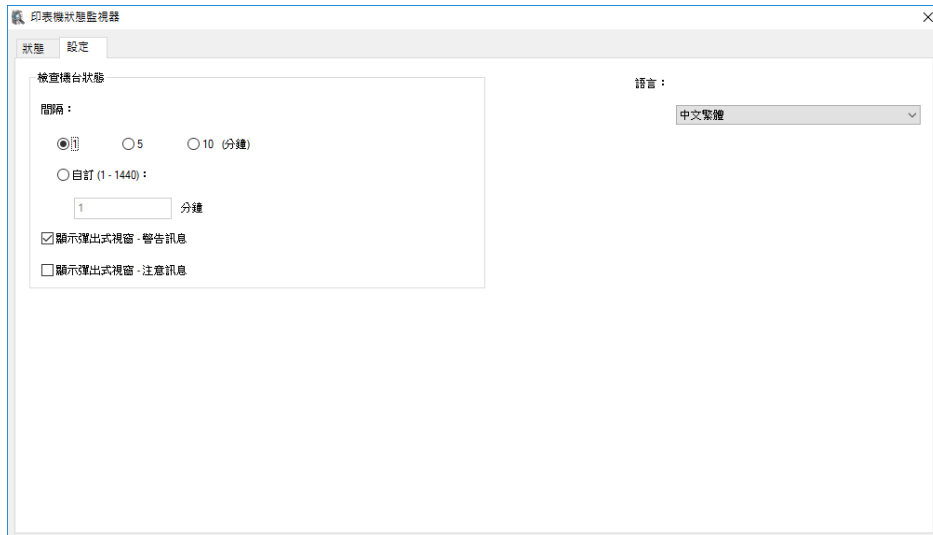 印表機狀態監視器
狀態 設定
檢查機台狀態
間隔：
1 5 10 (分鐘)
自訂 (1 - 1440)：
1 分鐘
顯示彈出式視窗 - 警告訊息
顯示彈出式視窗 - 注意訊息
語言：
中文繁體